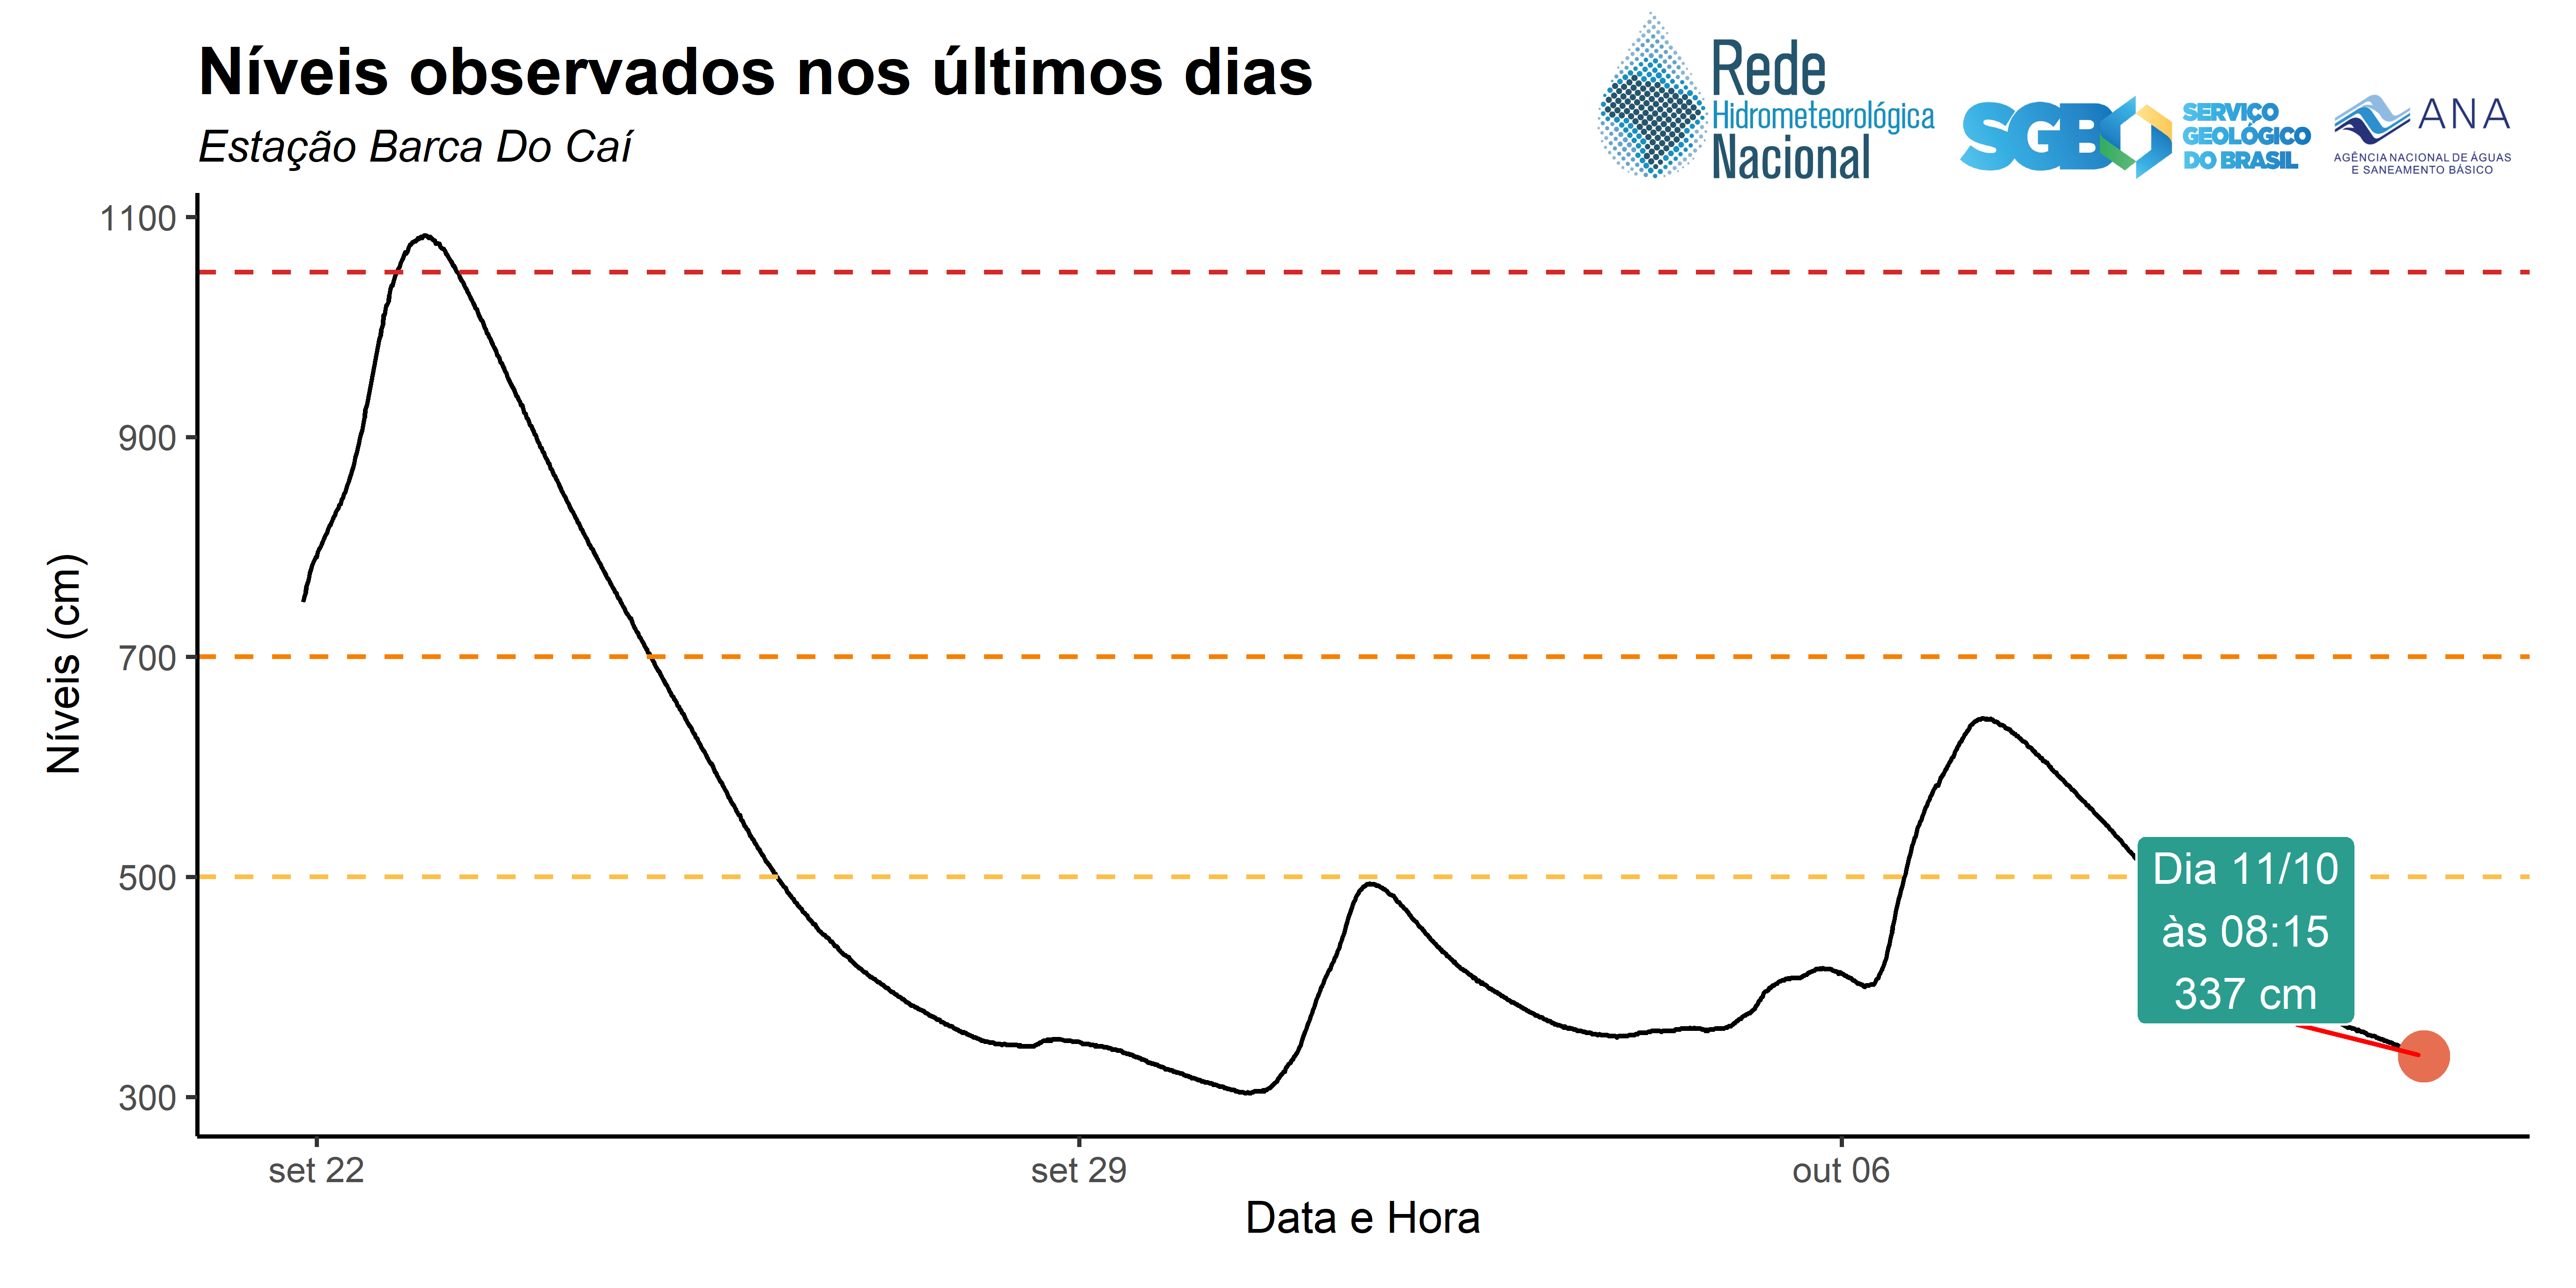 Níveis observados nos últimos dias
Estação Barca Do Caí
Rede
Hidrometeorológica
Nacional
SGB
SERVIÇO
GEOLÓGICO
DO BRASIL
ANA
AGÊNCIA NACIONAL DE ÁGUAS
E SANEAMENTO BÁSICO
Níveis (cm)
1100
900
700
500
300
Dia 11/10
às 08:15
337 cm
set 22
set 29
out 06
Data e Hora